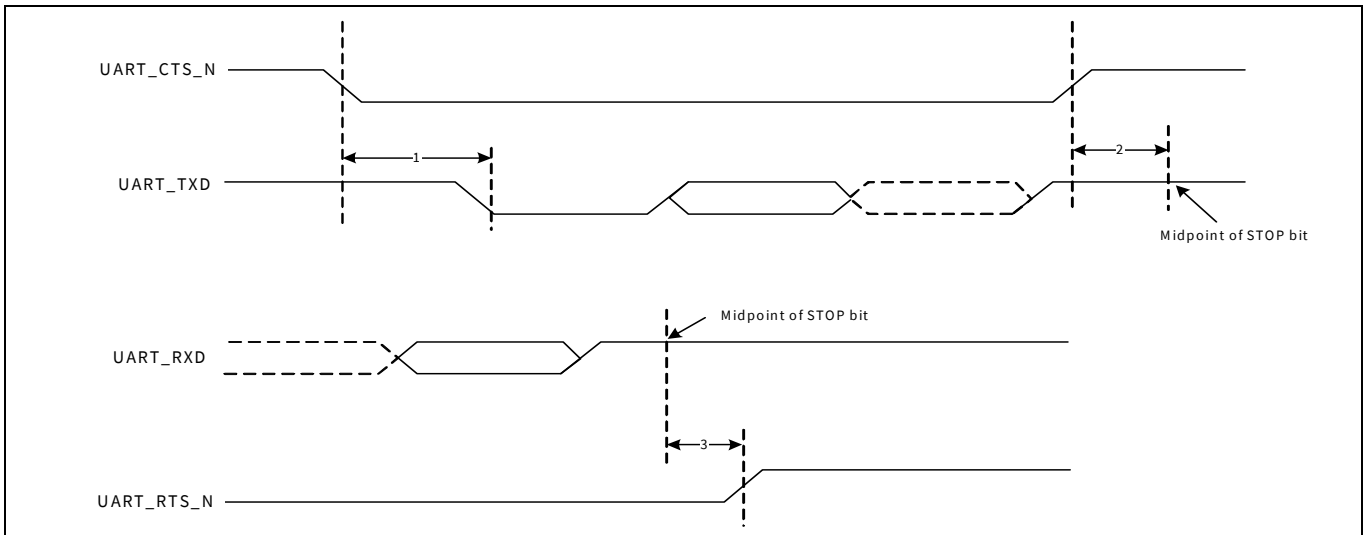 UART_CTS_N
1
2
UART_TXD
Midpoint of STOP bit
Midpoint of STOP bit
UART_RXD
3
UART_RTS_N